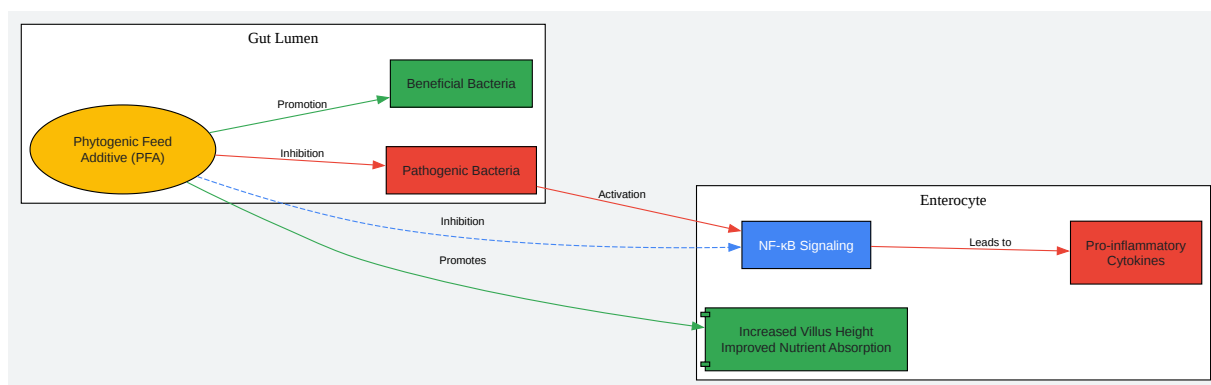 Gut Lumen
Beneficial Bacteria
Promotion
Phytogenic Feed
Additive (PFA)
Inhibition
Pathogenic Bacteria
Activation
Enterocyte
Inhibition
NF-κB Signaling
Leads to
Pro-inflammatory
Cytokines
Promotes
Increased Villus Height
Improved Nutrient Absorption